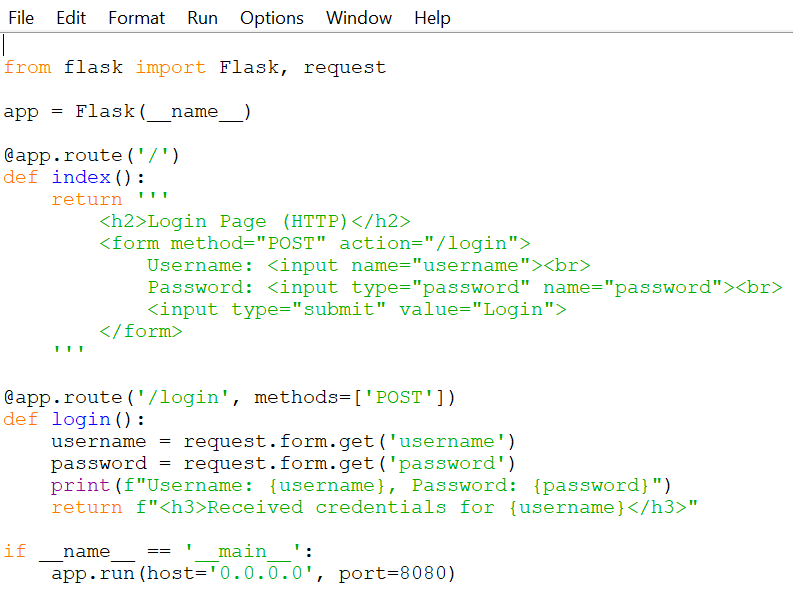 File Edit Format Run Options Window Help
from flask import Flask, request
app = Flask(__name__)
@app.route('/')
def index():
    return '''
        <h2>Login Page (HTTP)</h2>
        <form method="POST" action="/login">
            Username: <input name="username"><br>
            Password: <input type="password" name="password"><br>
            <input type="submit" value="Login">
        </form>
    '''
@app.route('/login', methods=['POST'])
def login():
    username = request.form.get('username')
    password = request.form.get('password')
    print(f"Username: {username}, Password: {password}")
    return f"<h3>Received credentials for {username}</h3>"
if __name__ == '__main__':
    app.run(host='0.0.0.0', port=8080)